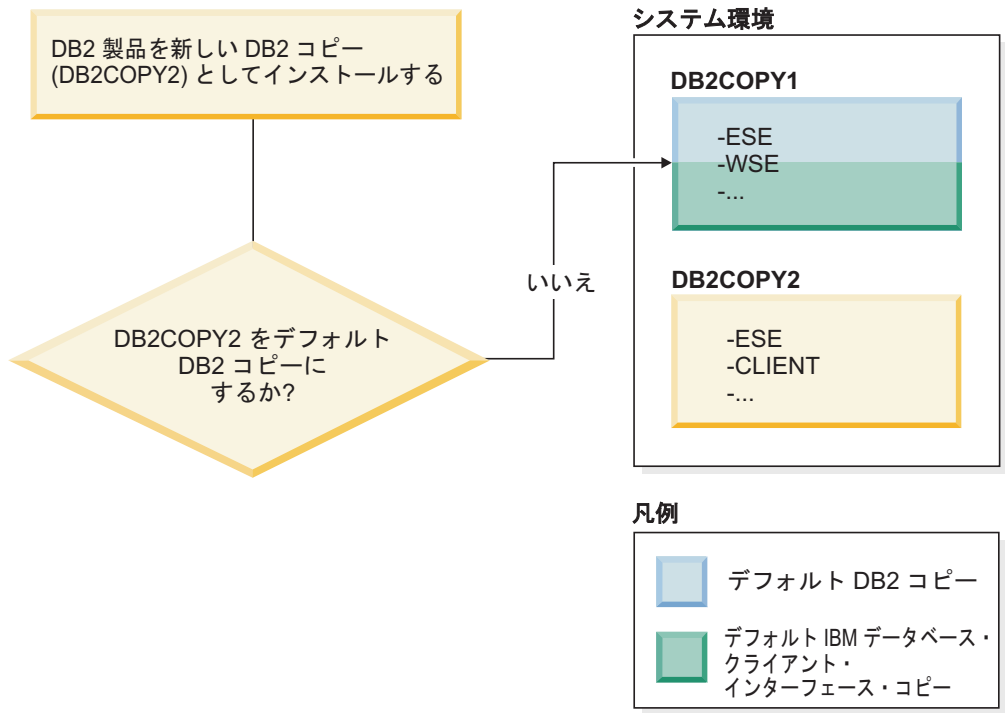 DB2 製品を新しい DB2 コピー
(DB2COPY2) としてインストールする
DB2COPY2 をデフォルト
DB2 コピーに
するか?
いいえ
システム環境
DB2COPY1
-ESE
-WSE
-...
DB2COPY2
-ESE
-CLIENT
-...
凡例
デフォルト DB2 コピー
デフォルト IBM データベース・
クライアント・
インターフェース・コピー